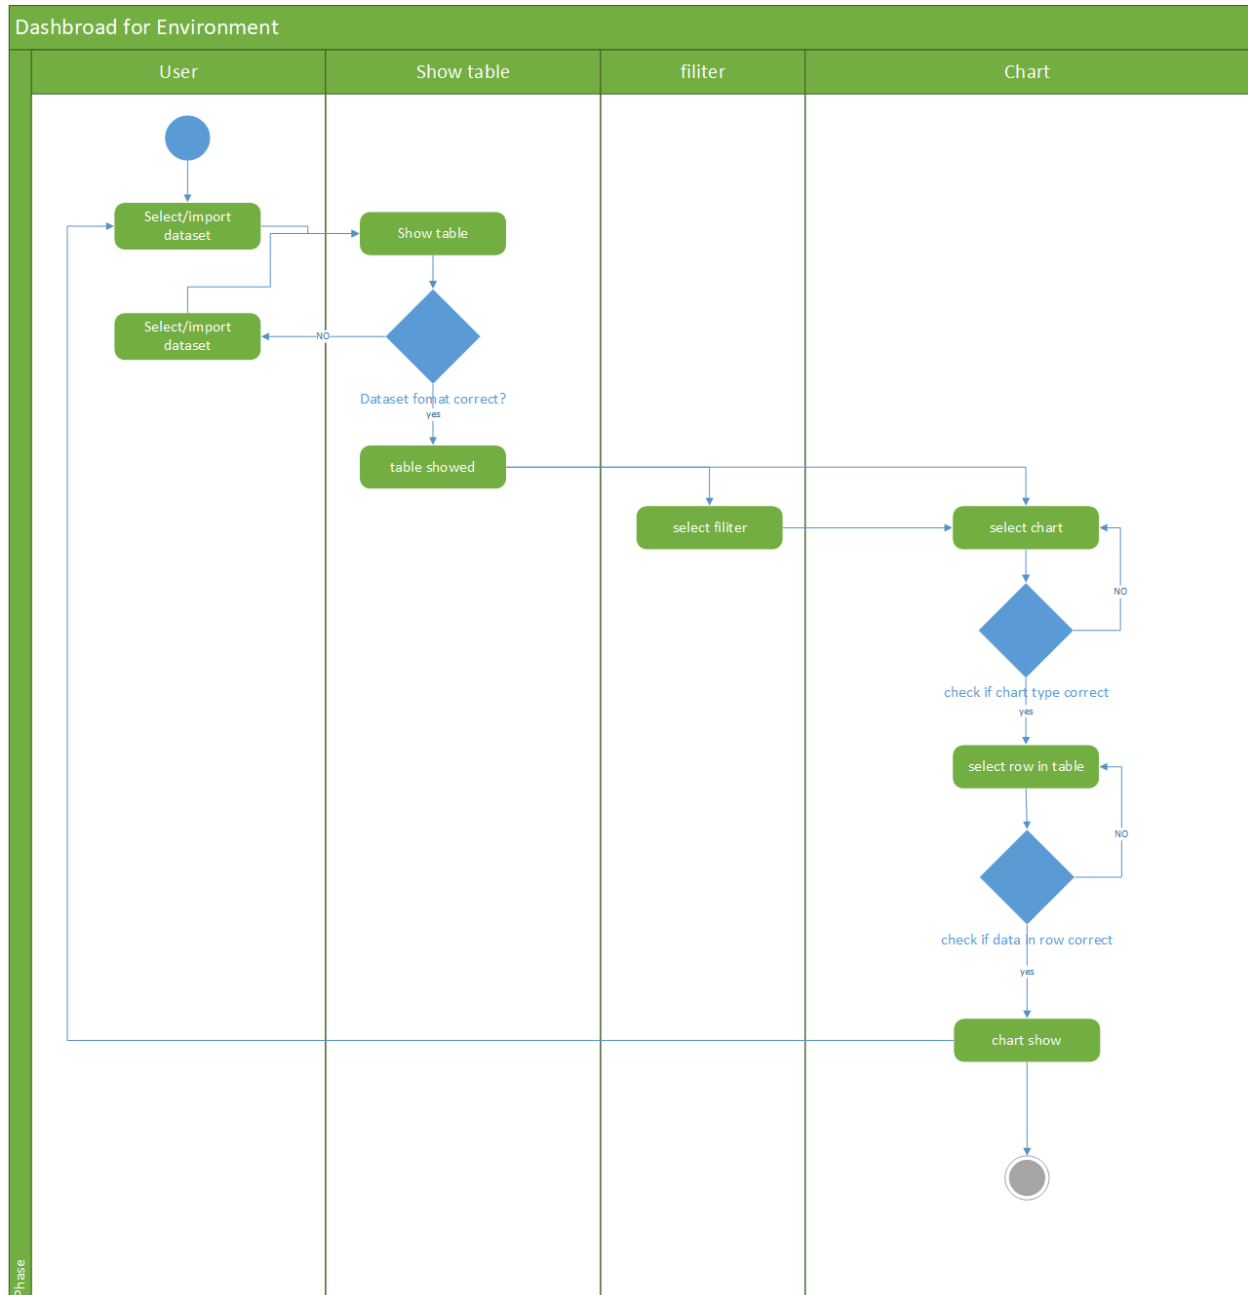 Dashbroad for Environment
User
Show table
filiter
Chart
Select/import
dataset
Show table
Select/import
dataset
NO
Dataset fomat correct?
yes
table showed
select filiter
select chart
NO
check if chart type correct
yes
select row in table
NO
check if data in row correct
yes
chart show
Phase